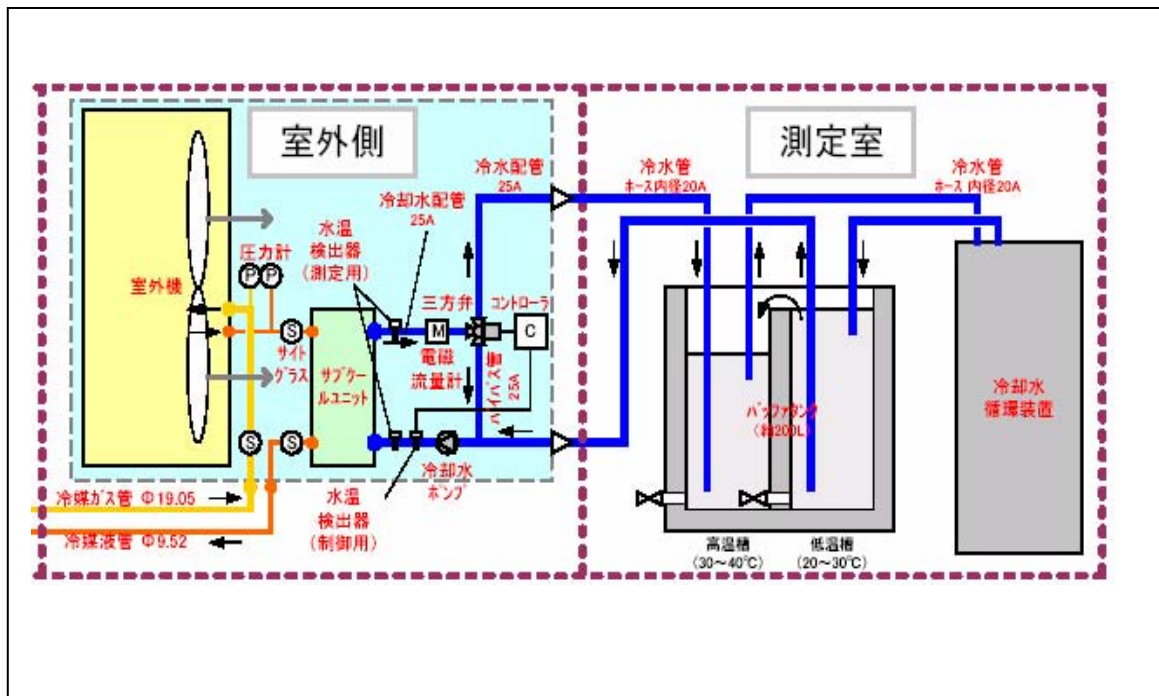 室外側
測定室
冷水配管
25A
冷却水配管
25A
冷水管
ホース内径20A
冷水管
ホース 内径20A
水温
検出器
(測定用)
圧力計
P
P
室外機
三方弁
コントローラ
S
サイト
グラス
M
C
電磁
流量計
サブクー
ルユニット
25A
バッファタンク
(約200L)
冷却水
循環装置
S
S
冷却水
ポンプ
冷媒ガス管 Φ19.05
水温
検出器
(制御用)
冷媒液管 Φ9.52
高温槽
(30～40℃)
低温槽
(20～30℃)